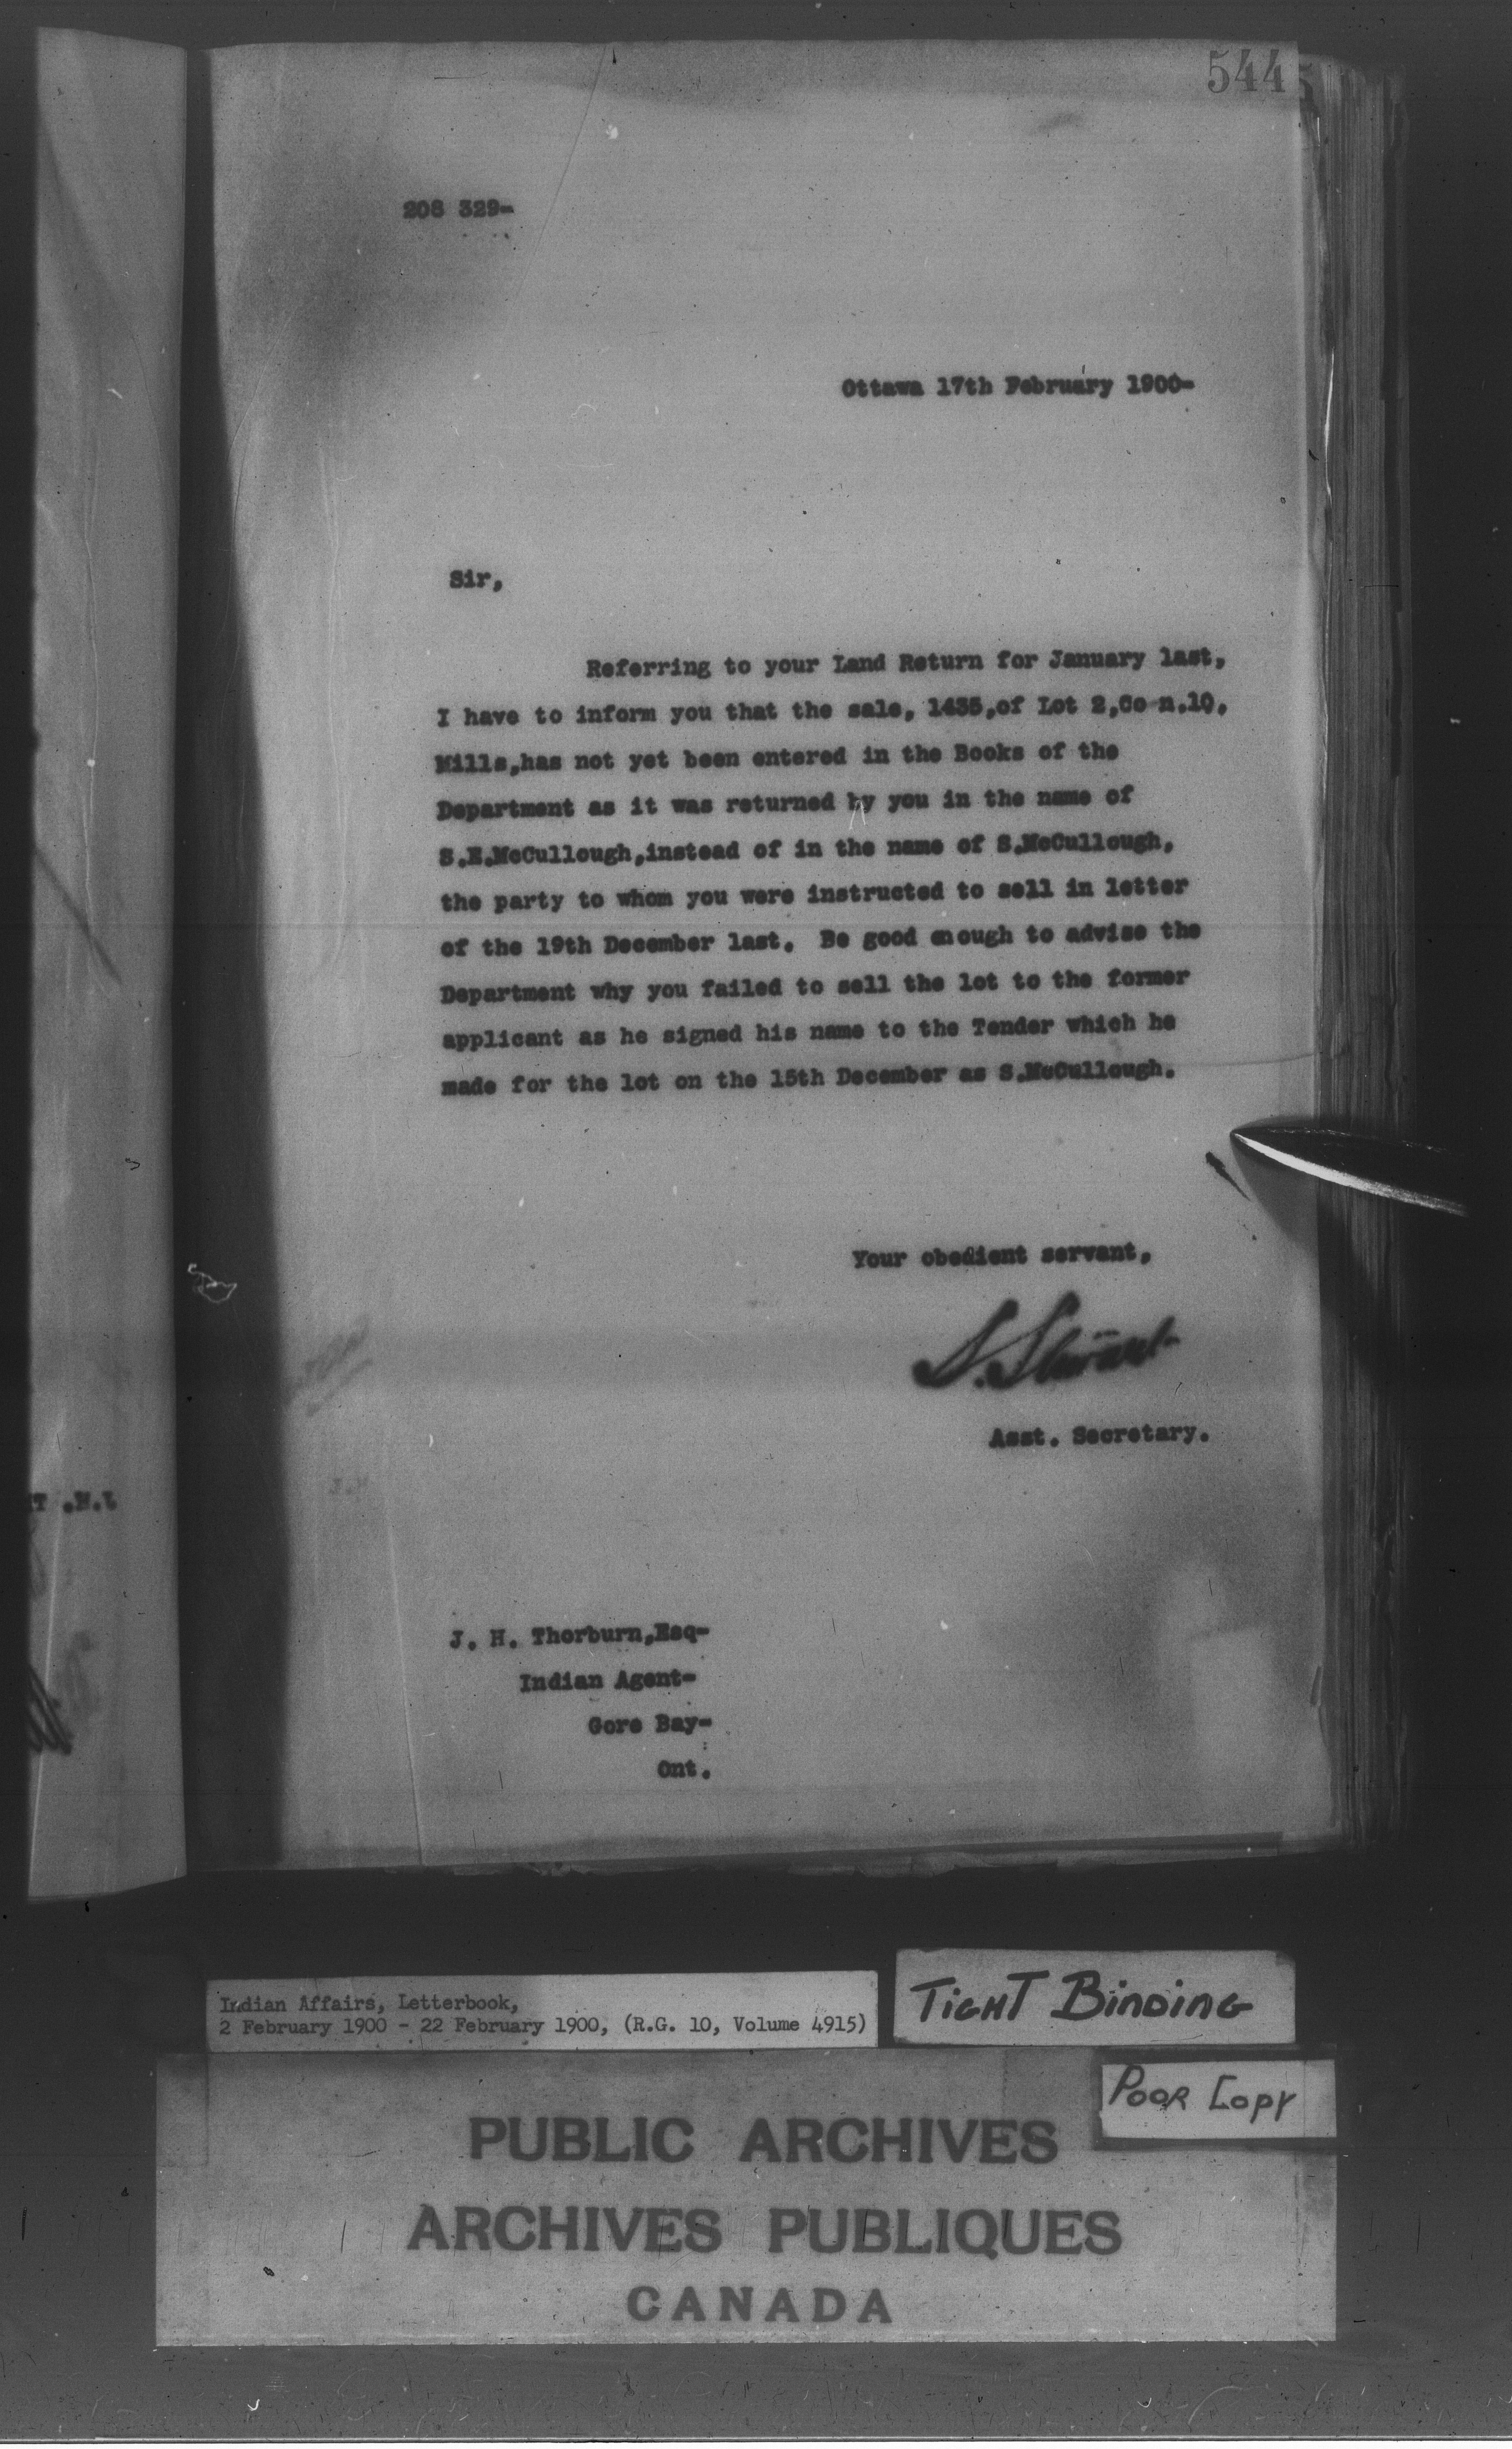 544
208 329-
Ottawa 17th February 1900-
Sir,
Referring to your Land Return for January last,
I have to inform you that the sale, 1435,of Lot 2,Co n.10,
Mills,has not yet been entered in the Books of the
Department as it was returned by you in the name of
S.E.McCullough,instead of in the name of S.McCullough,
the party to whom you were instructed to sell in letter
of the 19th December last. Be good enough to advise the
Department why you failed to sell the lot to the former
applicant as he signed his name to the Tender which he
made for the lot on the 15th December as S.McCullough.
Your obedient servant,
S. Stewart
Asst. Secretary.
J. H. Thorburn,Esq-
Indian Agent-
Gore Bay-
Ont.
Indian Affairs, Letterbook,
2 February 1900 - 22 February 1900, (R.G. 10, Volume 4915)
TIGHT BINDING
POOR COPY
PUBLIC ARCHIVES
ARCHIVES PUBLIQUES
CANADA